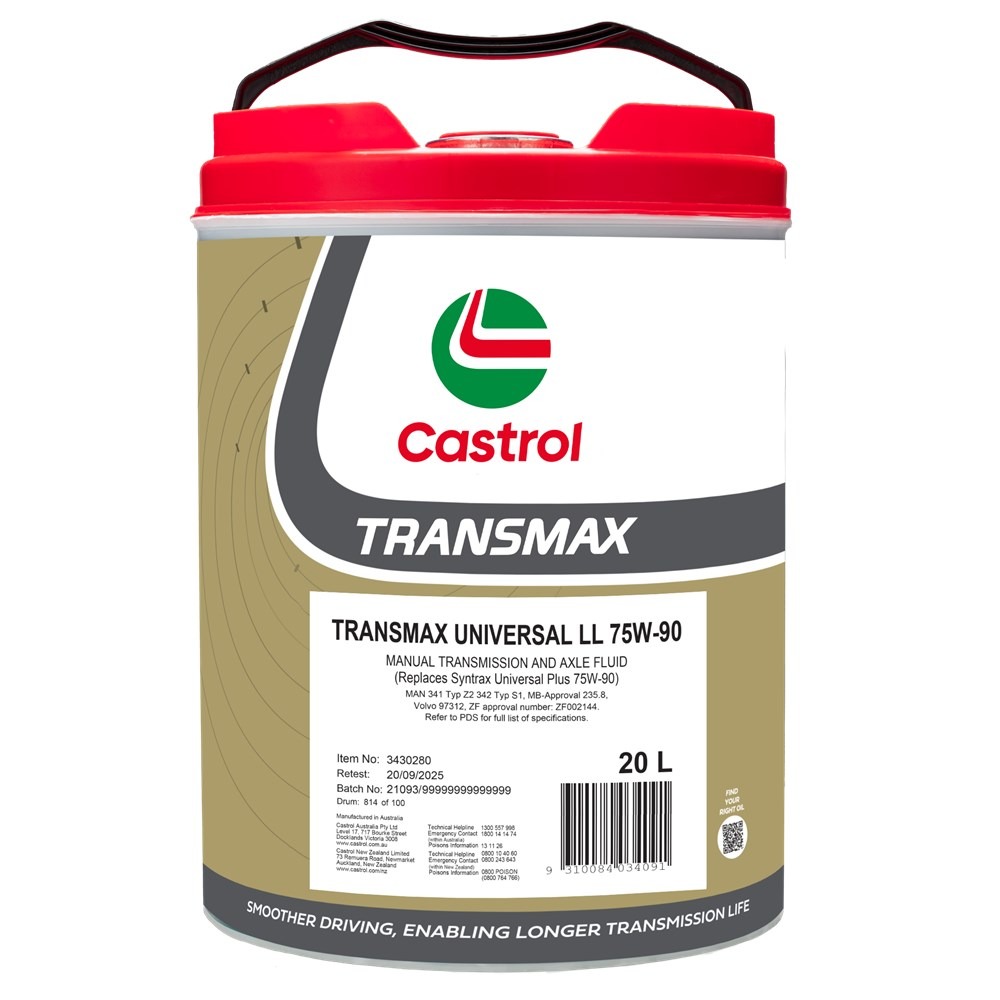 Castrol
TRANSMAX
TRANSMAX UNIVERSAL LL 75W-90
MANUAL TRANSMISSION AND AXLE FLUID
(Replaces Syntrax Universal Plus 75W-90)
MAN 341 Typ Z2 342 Typ S1, MB-Approval 235.8,
Volvo 97312, ZF approval number: ZF002144.
Refer to PDS for full list of specifications.
Item No: 3430280
Retest: 20/09/2025
Batch No: 21093/99999999999999
Drum: 814 of 100
20 L
Manufactured in Australia
Castrol Australia Pty Ltd
Level 17, 717 Bourke Street
Docklands Victoria 3008
www.castrol.com.au
Castrol New Zealand Limited
73 Remuera Road, Newmarket
Auckland, New Zealand
www.castrol.co.nz
Technical Helpline 1300 557 998
Emergency Contact 1800 14 14 74
(within Australia)
Poisons Information 13 11 26
Technical Helpline 0800 10 40 60
Emergency Contact 0800 243 643
(within New Zealand)
Poisons Information 0800 POISON
(0800 764 766)
9 310084 034091
FIND
YOUR
RIGHT OIL
SMOOTHER DRIVING, ENABLING LONGER TRANSMISSION LIFE